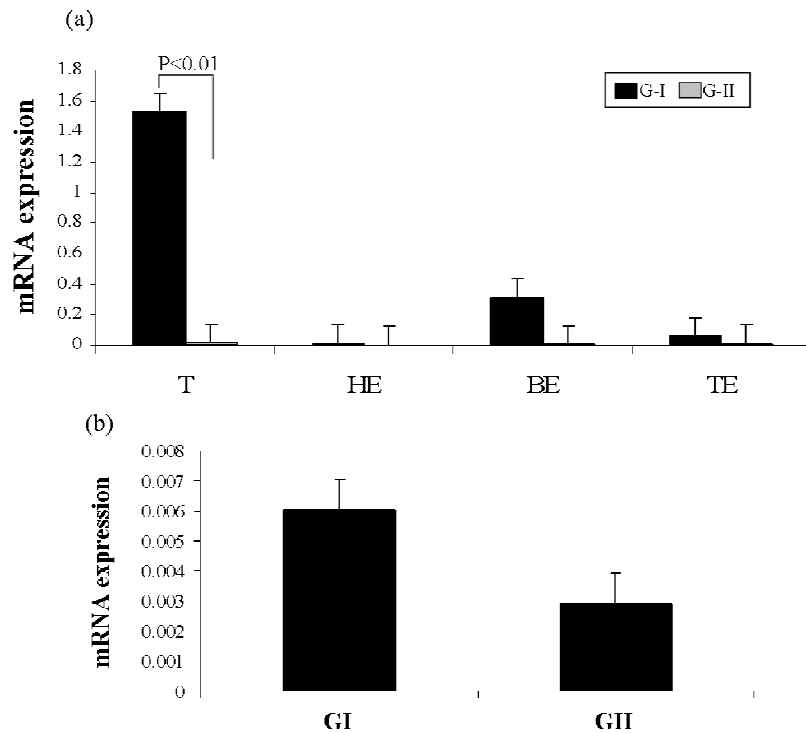 (a)
P<0.01
1.8
1.6
1.4
1.2
1
0.8
0.6
0.4
0.2
0
mRNA expression
G-I G-II
T HE BE TE
(b)
0.008
0.007
0.006
0.005
0.004
0.003
0.002
0.001
0
mRNA expression
GI GII